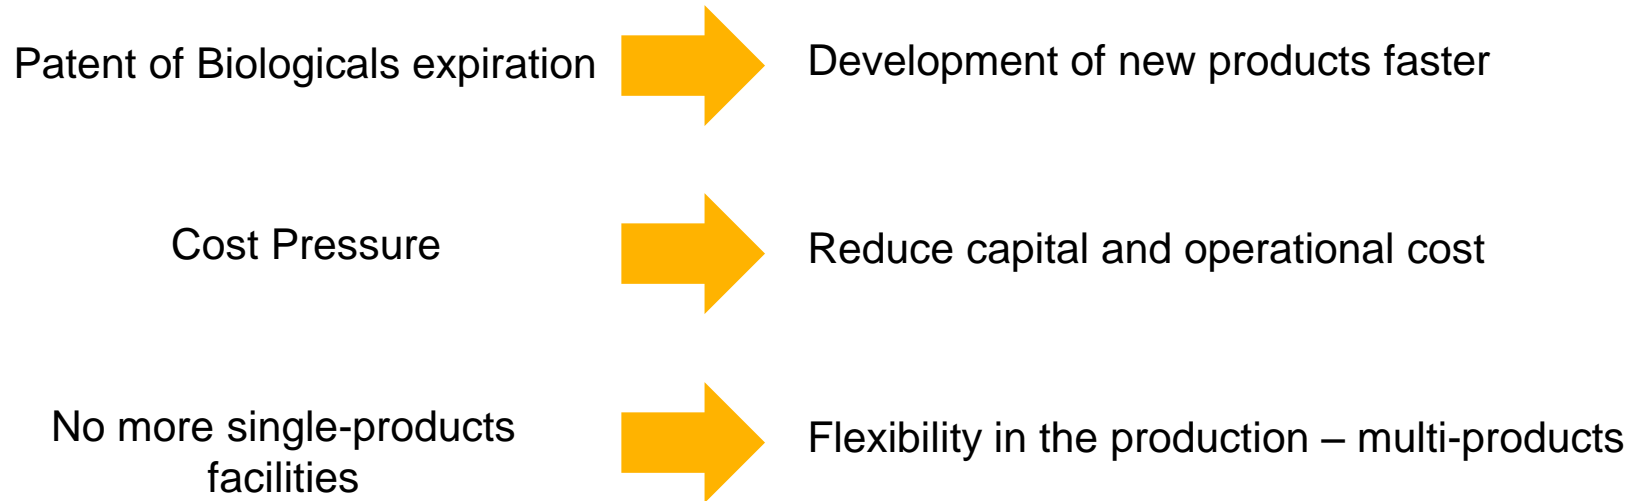 Patent of Biologicals expiration
Development of new products faster
Cost Pressure
Reduce capital and operational cost
No more single-products
facilities
Flexibility in the production – multi-products